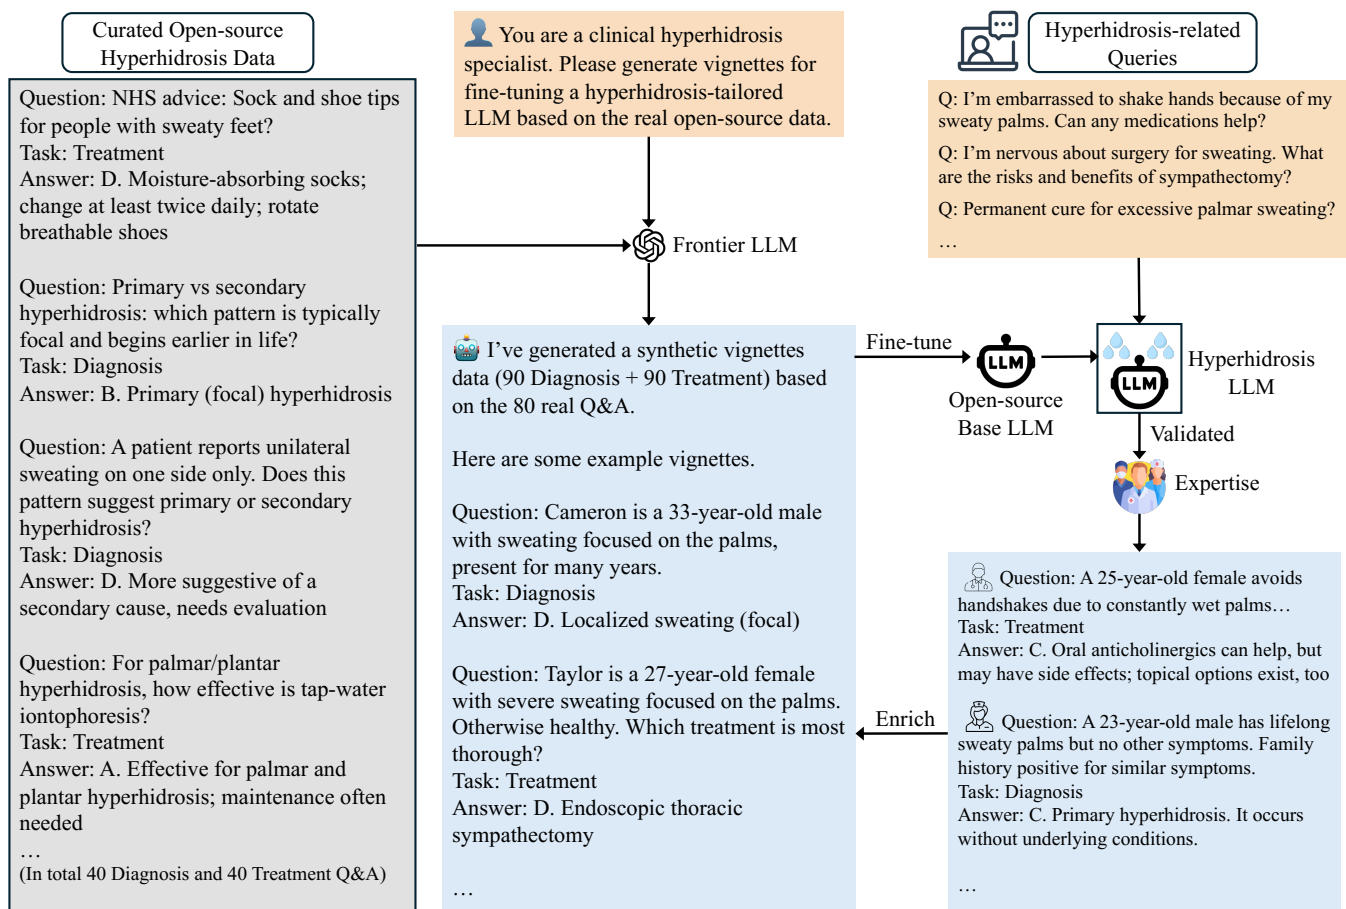 Curated Open-source
Hyperhidrosis Data
Question: NHS advice: Sock and shoe tips
for people with sweaty feet?
Task: Treatment
Answer: D. Moisture-absorbing socks;
change at least twice daily; rotate
breathable shoes
Question: Primary vs secondary
hyperhidrosis: which pattern is typically
focal and begins earlier in life?
Task: Diagnosis
Answer: B. Primary (focal) hyperhidrosis
Question: A patient reports unilateral
sweating on one side only. Does this
pattern suggest primary or secondary
hyperhidrosis?
Task: Diagnosis
Answer: D. More suggestive of a
secondary cause, needs evaluation
Question: For palmar/plantar
hyperhidrosis, how effective is tap-water
iontophoresis?
Task: Treatment
Answer: A. Effective for palmar and
plantar hyperhidrosis; maintenance often
needed
…
(In total 40 Diagnosis and 40 Treatment Q&A)
You are a clinical hyperhidrosis
specialist. Please generate vignettes for
fine-tuning a hyperhidrosis-tailored
LLM based on the real open-source data.
Frontier LLM
I’ve generated a synthetic vignettes
data (90 Diagnosis + 90 Treatment) based
on the 80 real Q&A.
Here are some example vignettes.
Question: Cameron is a 33-year-old male
with sweating focused on the palms,
present for many years.
Task: Diagnosis
Answer: D. Localized sweating (focal)
Question: Taylor is a 27-year-old female
with severe sweating focused on the palms.
Otherwise healthy. Which treatment is most
thorough?
Task: Treatment
Answer: D. Endoscopic thoracic
sympathectomy
…
Fine-tune
LLM
Open-source
Base LLM
Hyperhidrosis-related
Queries
Q: I’m embarrassed to shake hands because of my
sweaty palms. Can any medications help?
Q: I’m nervous about surgery for sweating. What
are the risks and benefits of sympathectomy?
Q: Permanent cure for excessive palmar sweating?
…
LLM
Hyperhidrosis
LLM
Validated
Expertise
Question: A 25-year-old female avoids
handshakes due to constantly wet palms…
Task: Treatment
Answer: C. Oral anticholinergics can help, but
may have side effects; topical options exist, too
Question: A 23-year-old male has lifelong
sweaty palms but no other symptoms. Family
history positive for similar symptoms.
Task: Diagnosis
Answer: C. Primary hyperhidrosis. It occurs
without underlying conditions.
…
Enrich